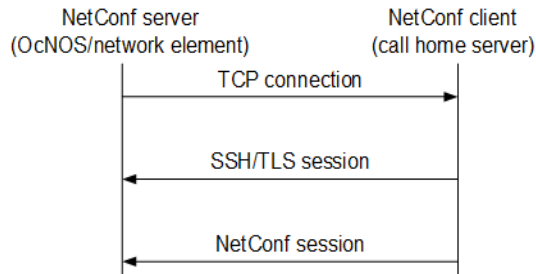 NetConf server
(OcNOS/network element)
NetConf client
(call home server)
TCP connection
SSH/TLS session
NetConf session